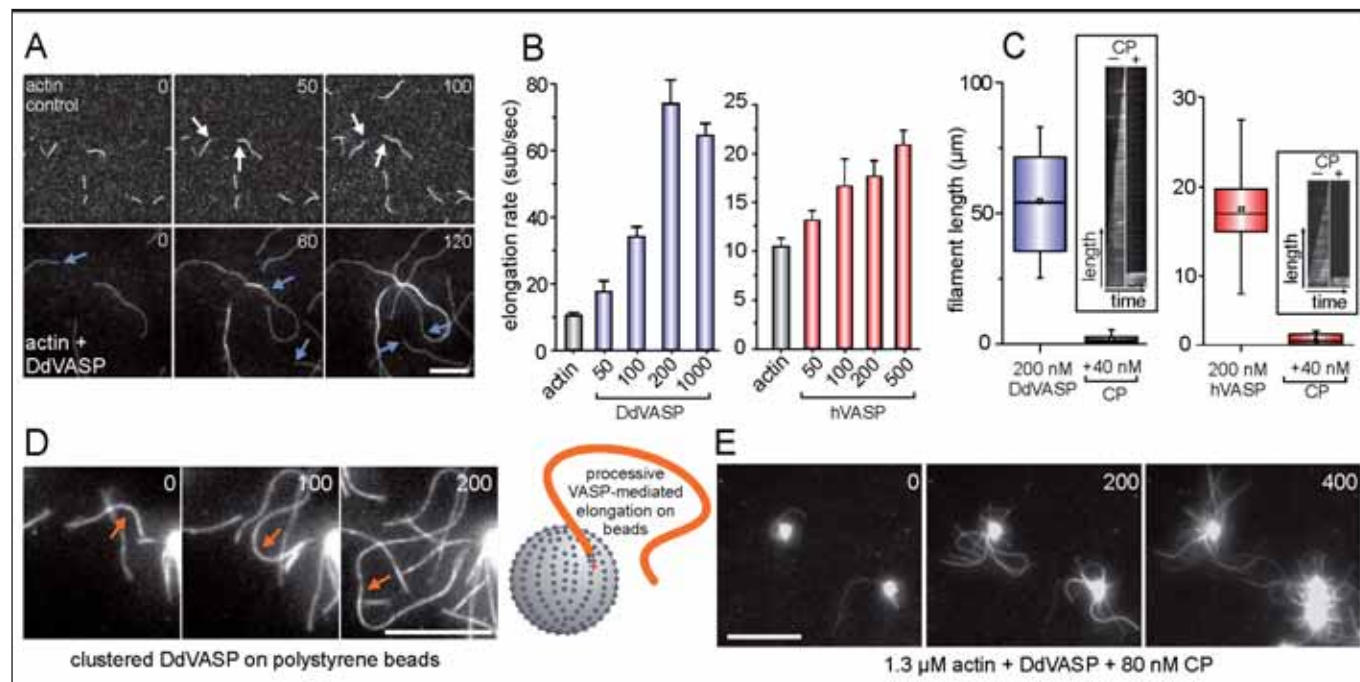 A
actin
control
0
50
100
0
60
120
actin +
DdVASP
B
elongation rate (sub/sec)
80
60
40
20
0
actin
50
100
200
1000
DdVASP
25
20
15
10
5
0
actin
50
100
200
500
hVASP
C
filament length (µm)
100
50
0
CP
− +
length
time
200 nM
DdVASP
+40 nM
CP
30
20
10
0
CP
− +
length
time
200 nM
hVASP
+40 nM
CP
D
0
100
200
clustered DdVASP on polystyrene beads
processive
VASP-mediated
elongation on
beads
E
0
200
400
1.3 µM actin + DdVASP + 80 nM CP